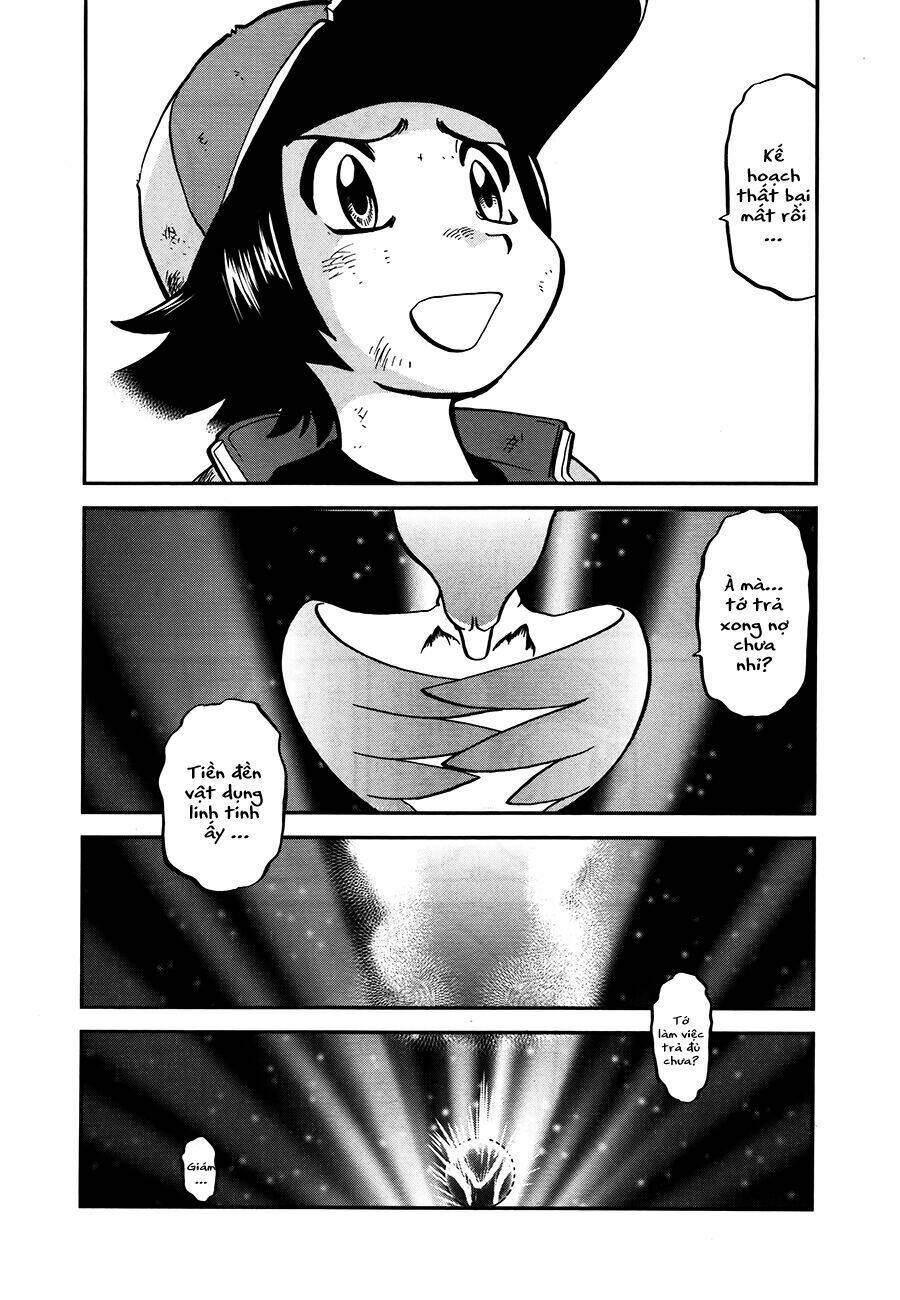 Kế
hoạch
thất bại
mất rồi
...
À mà...
tớ trả
xong nợ
chưa
nhỉ?
Tiền đền
vật dụng
linh tinh
ấy ...
Tớ
làm việc
trả đủ
chưa?
Giám
...